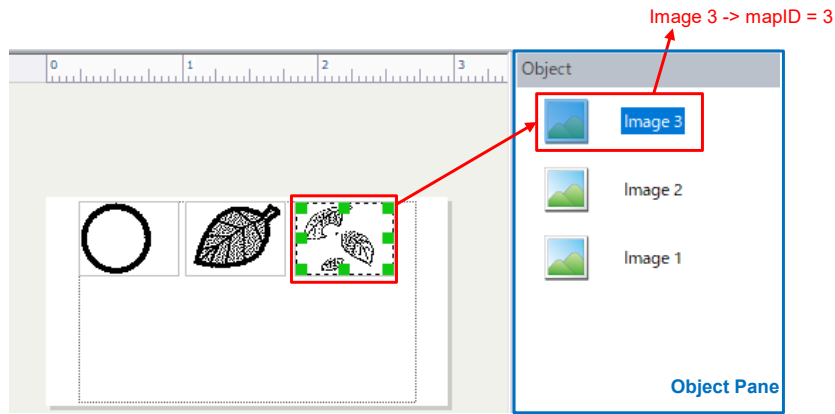 Image 3 -> mapID = 3
0 1 2 3
Object
Image 3
Image 2
Image 1
Object Pane